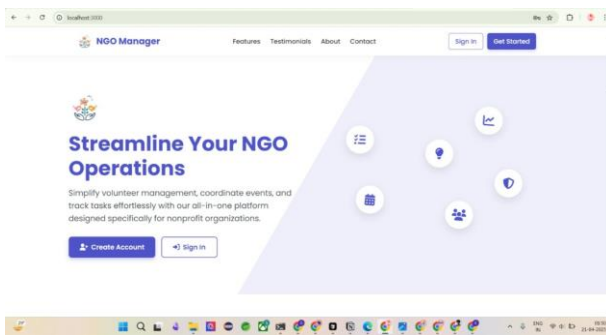 localhost:3000
NGO Manager
Features Testimonials About Contact
Sign In
Get Started
Streamline Your NGO
Operations
Simplify volunteer management, coordinate events, and
track tasks effortlessly with our all-in-one platform
designed specifically for nonprofit organizations.
Create Account
Sign In
ENG
IN